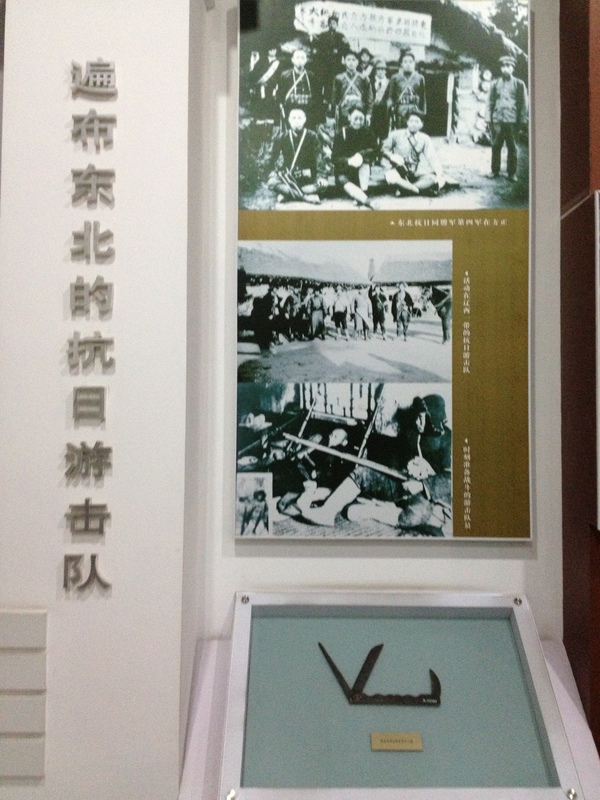 遍布东北的抗日游击队
东北抗日同盟军第四军在方正
活动在辽西一带的抗日游击队
时刻准备战斗的游击队员